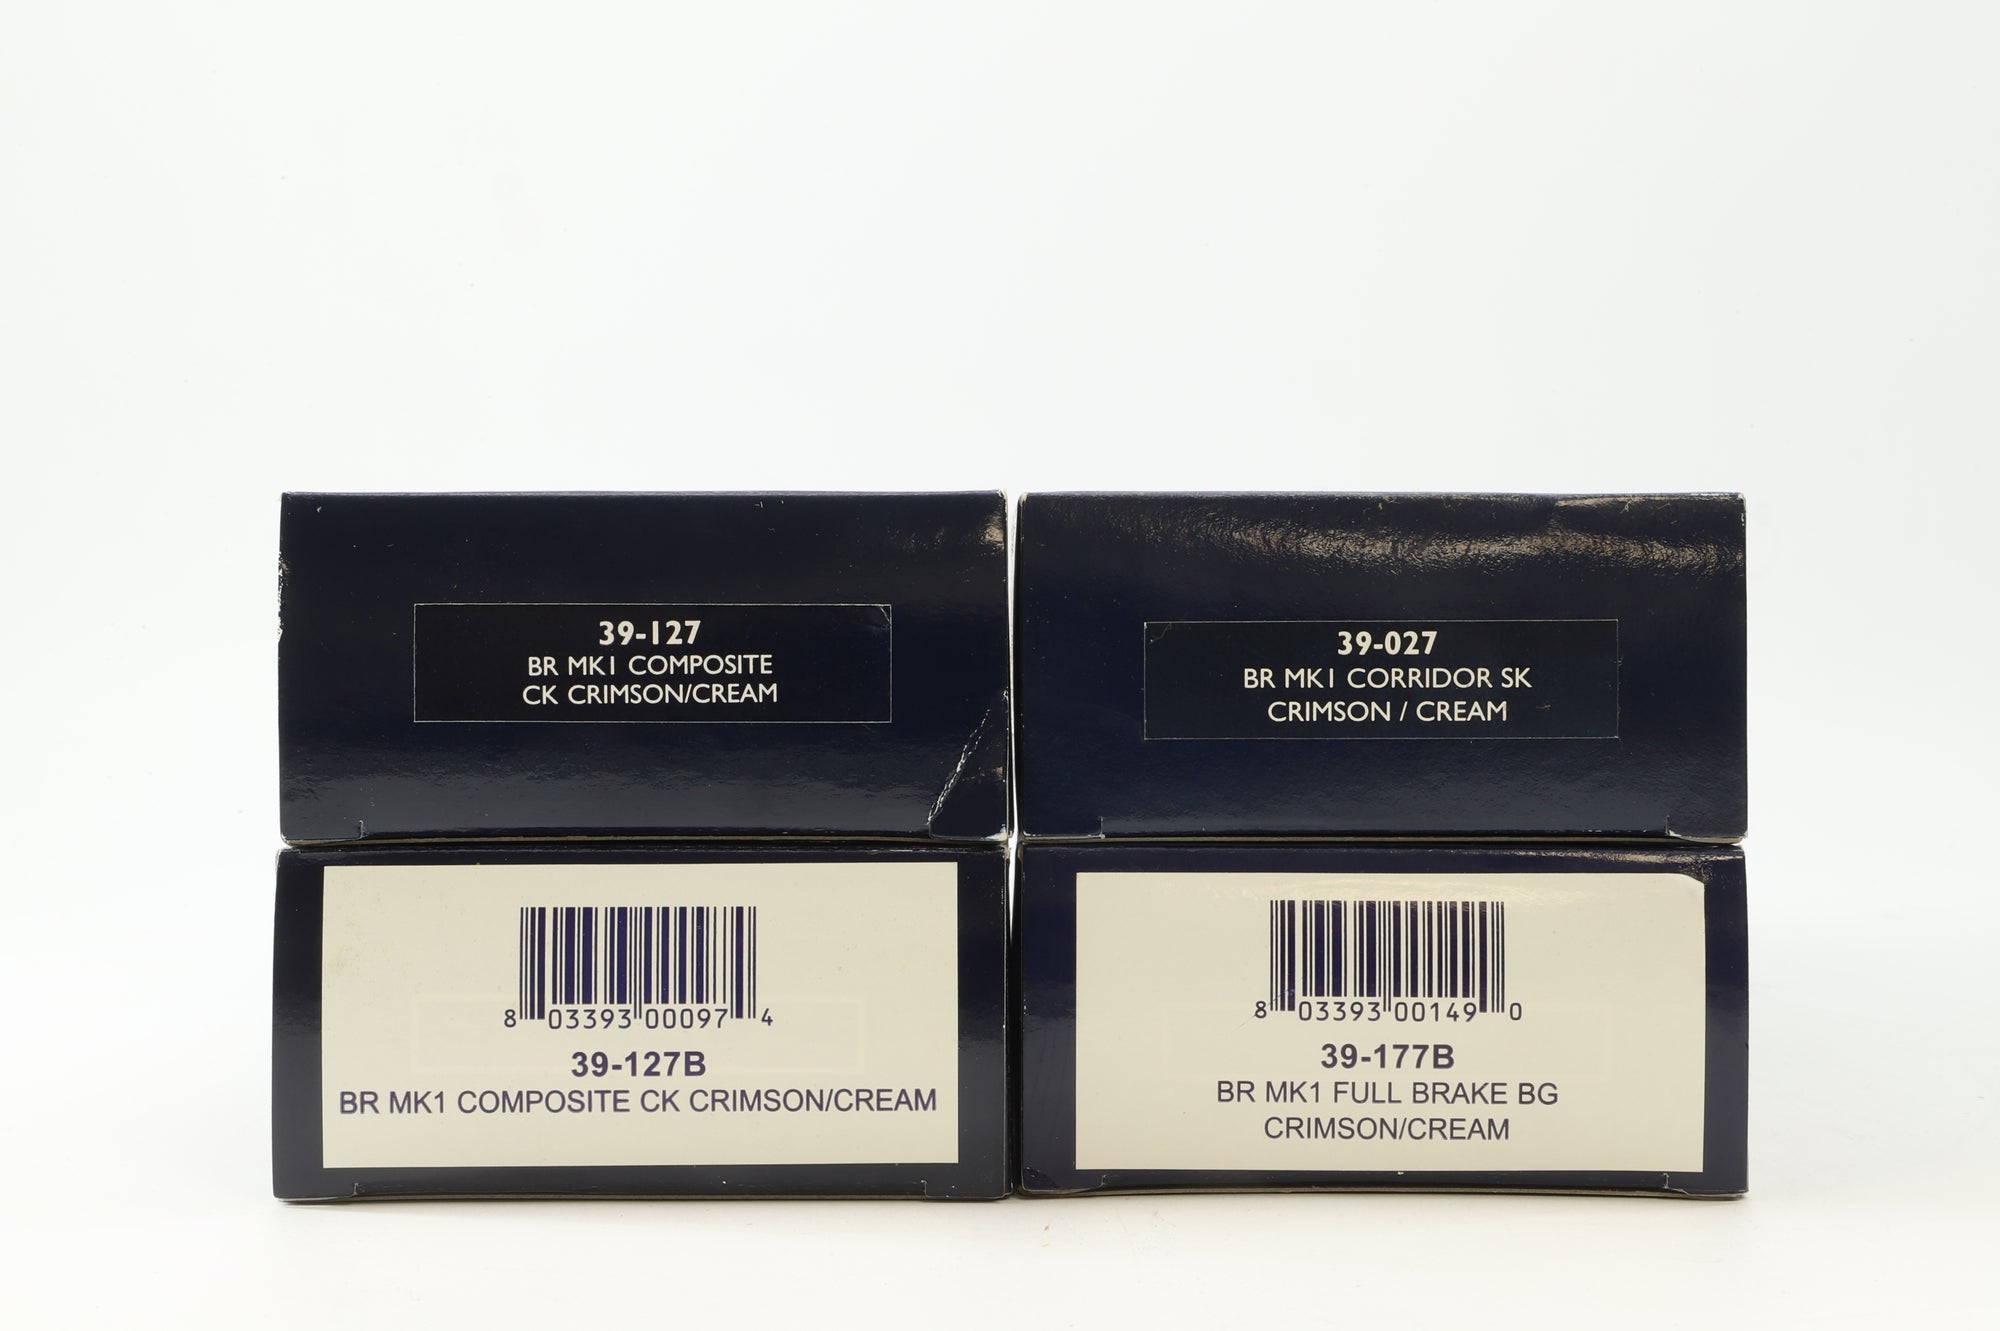 39-127
BR MK1 COMPOSITE
CK CRIMSON/CREAM
39-027
BR MK1 CORRIDOR SK
CRIMSON / CREAM
8 03393 00097 4
39-127B
BR MK1 COMPOSITE CK CRIMSON/CREAM
8 03393 00149 0
39-177B
BR MK1 FULL BRAKE BG
CRIMSON/CREAM